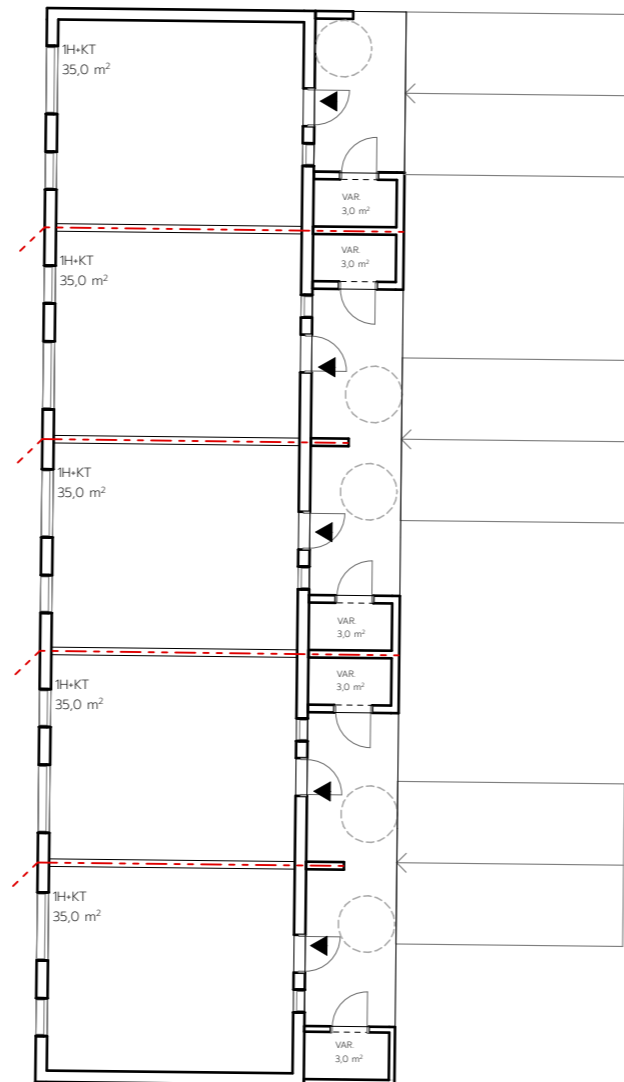 1H+KT
35,0 m²
VAR.
3,0 m²
VAR.
3,0 m²
1H+KT
35,0 m²
1H+KT
35,0 m²
VAR.
3,0 m²
VAR.
3,0 m²
1H+KT
35,0 m²
1H+KT
35,0 m²
VAR.
3,0 m²